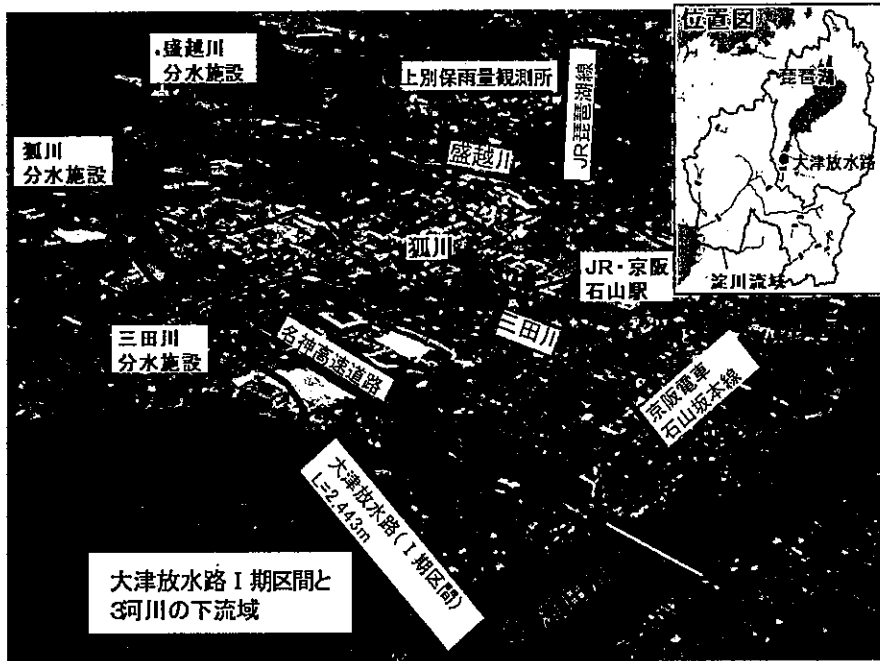 盛越川
分水施設
上別保雨量観測所
JR琵琶湖線
位置図
琵琶湖
大津放水路
淀川流域
狐川
分水施設
盛越川
狐川
JR・京阪
石山駅
三田川
分水施設
名神高速道路
三田川
京阪電車
石山坂本線
大津放水路(Ⅰ期区間)
L=2,443m
大津放水路Ⅰ期区間と
3河川の下流域